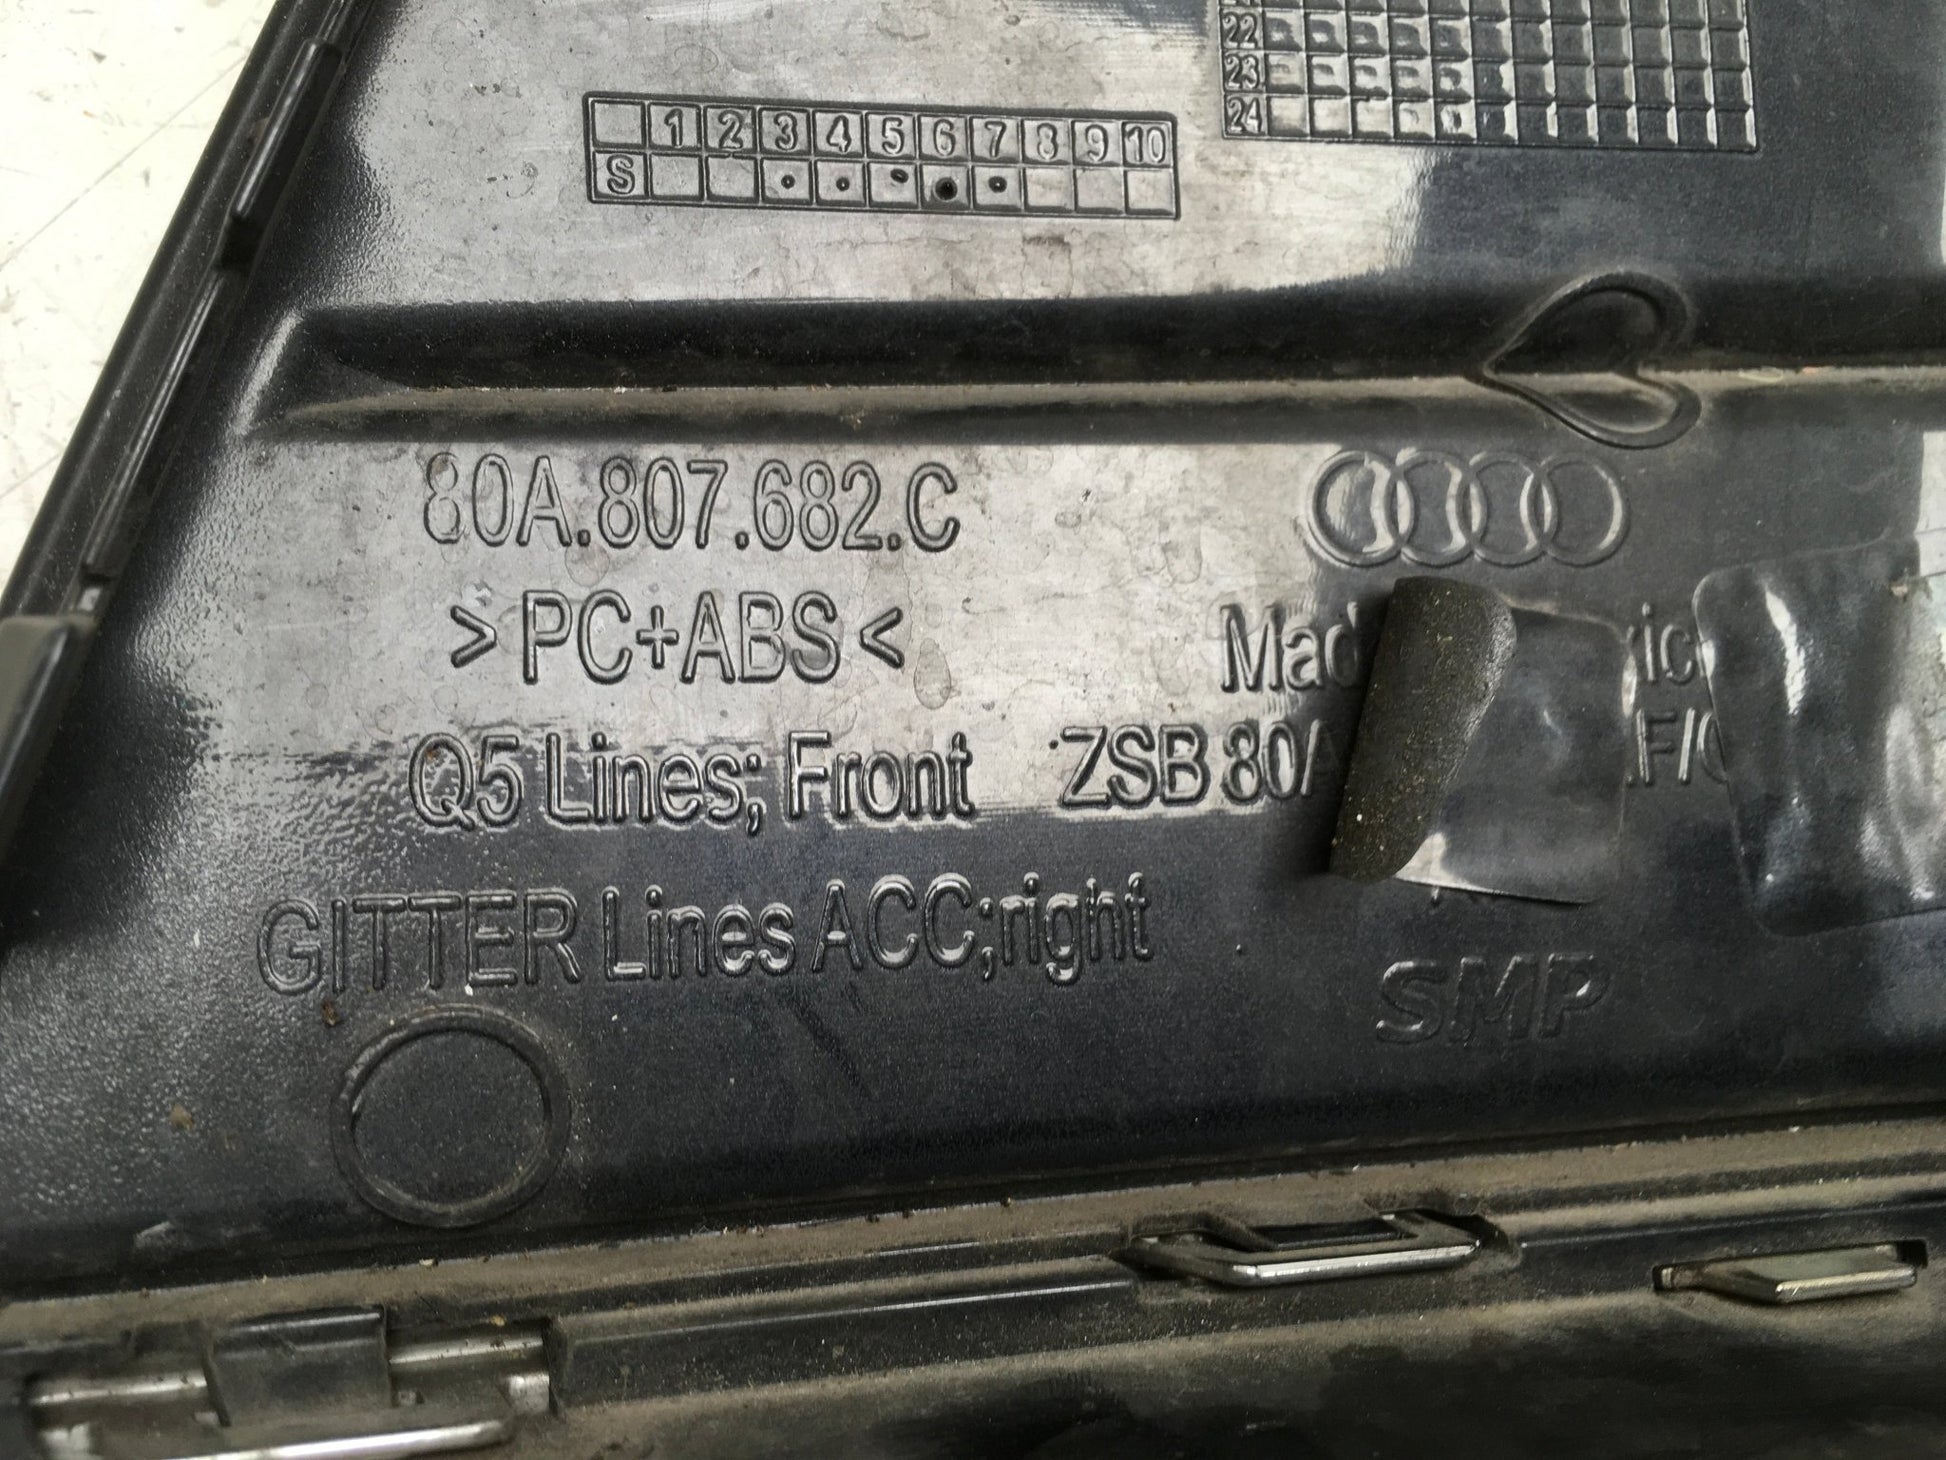 22
23
24
1 2 3 4 5 6 7 8 9 10
S
80A.807.682.C
>PC+ABS<
Q5 Lines; Front ZSB
GITTER Lines ACC;right
SMP